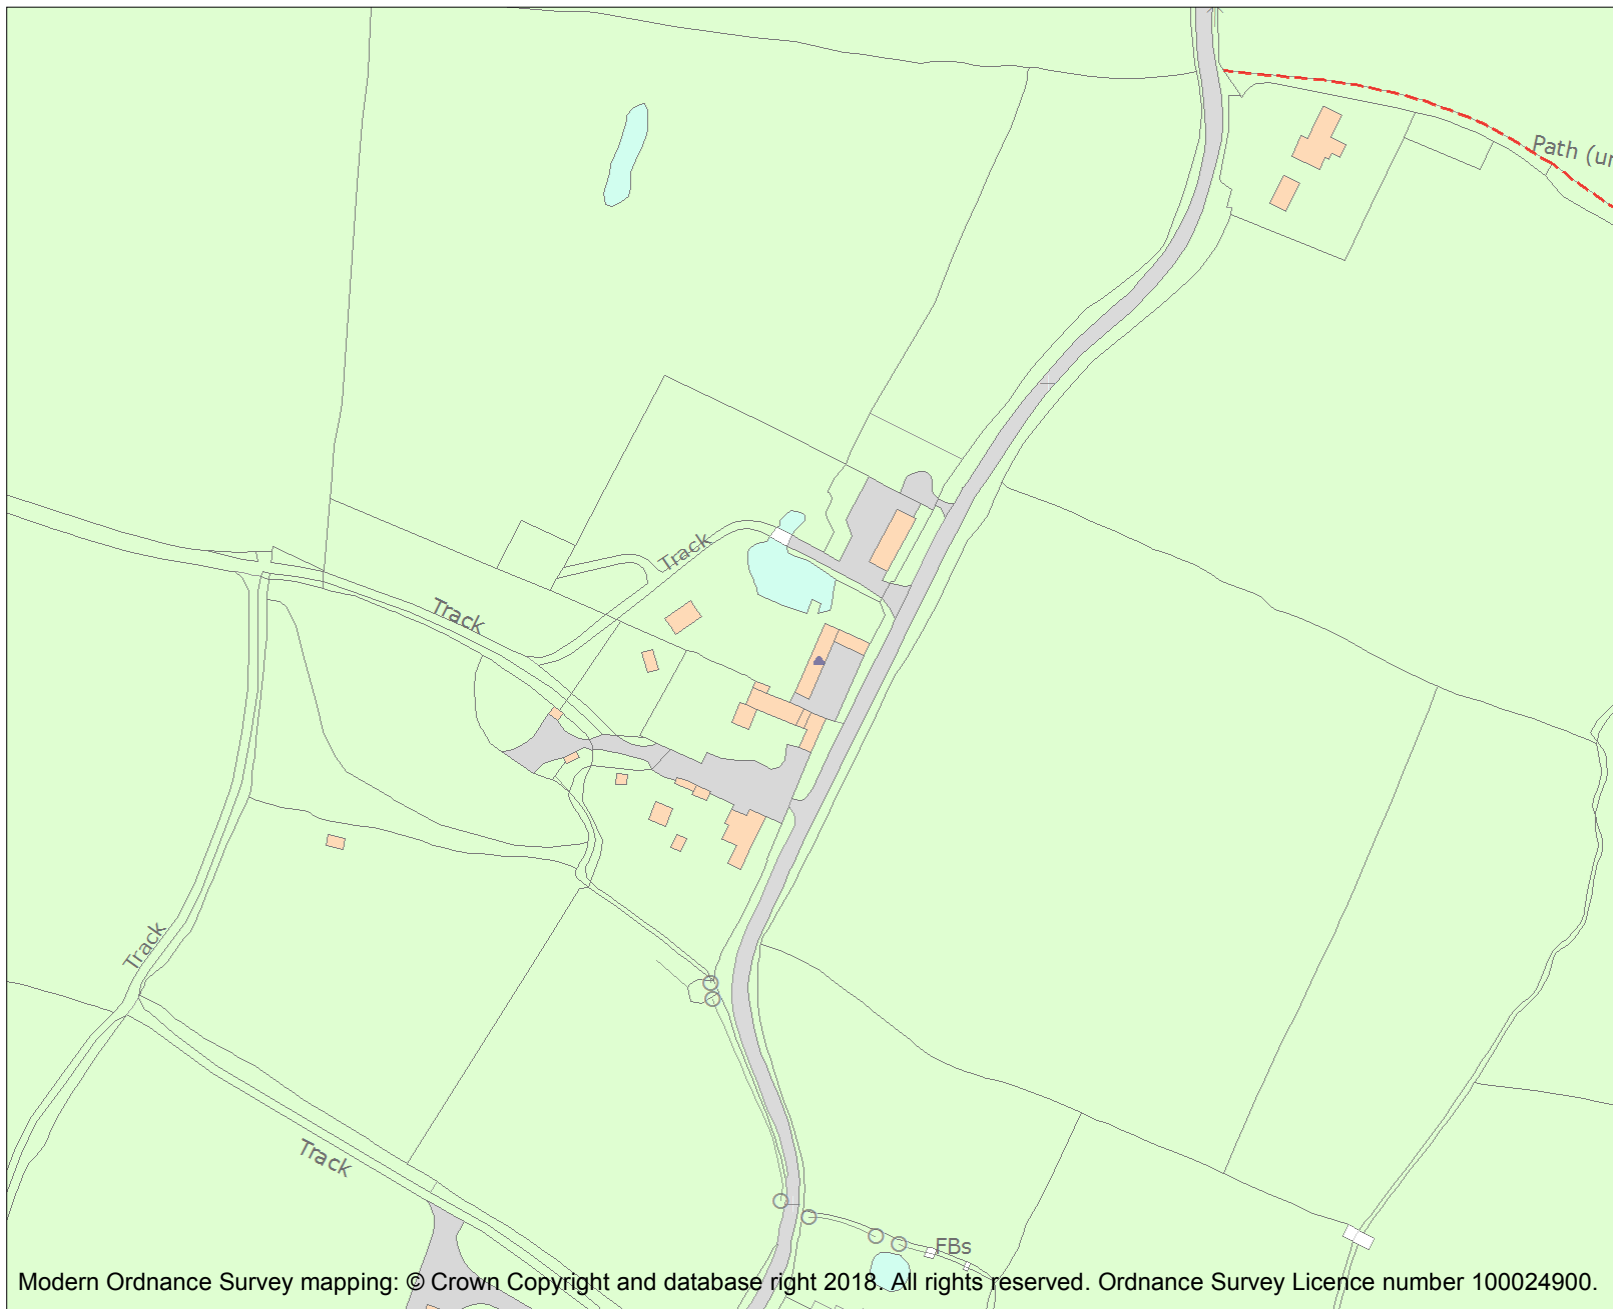 Path (un
Track
Track
Track
Track
FBs
Modern Ordnance Survey mapping: © Crown Copyright and database right 2018. All rights reserved. Ordnance Survey Licence number 100024900.